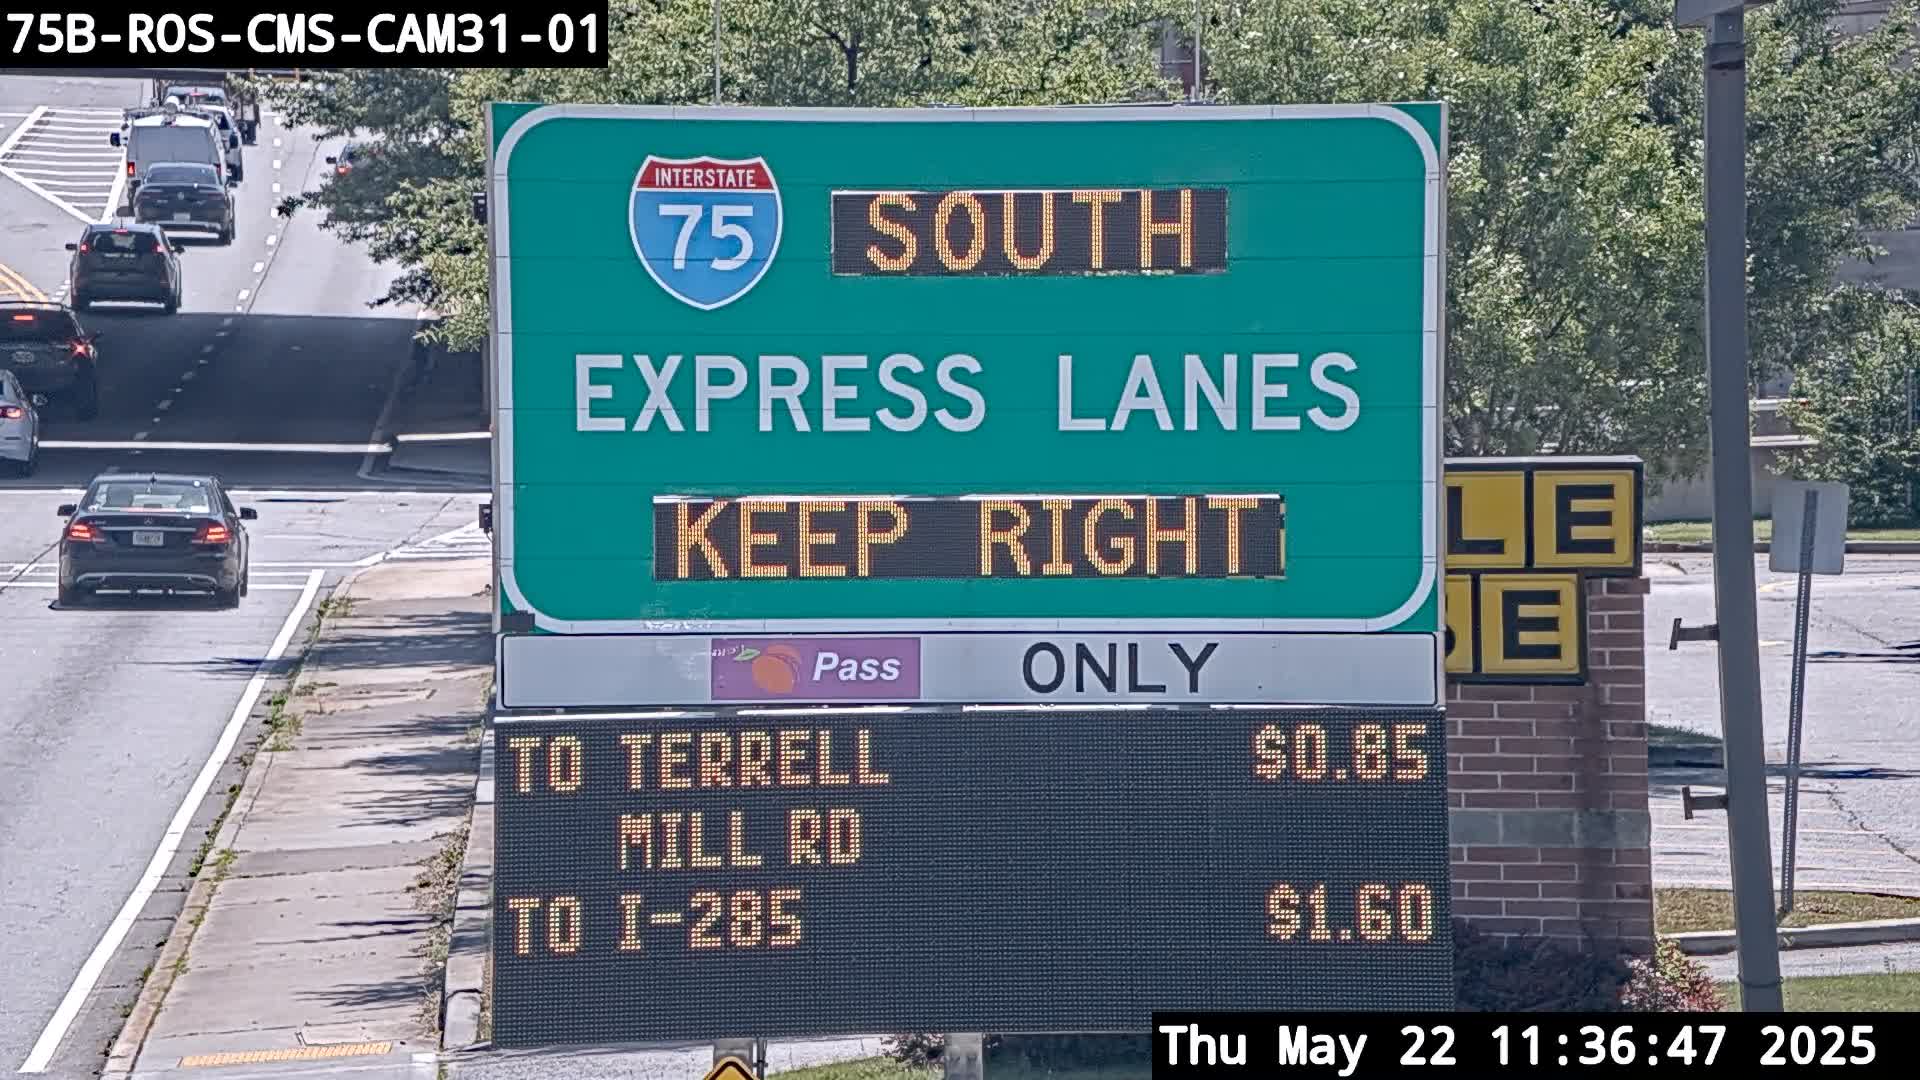 75B-ROS-CMS-CAM31-01
INTERSTATE
75
SOUTH
EXPRESS LANES
KEEP RIGHT
Pass ONLY
TO TERRELL $0.85
MILL RD
TO I-285 $1.60
LE
E
Thu May 22 11:36:47 2025